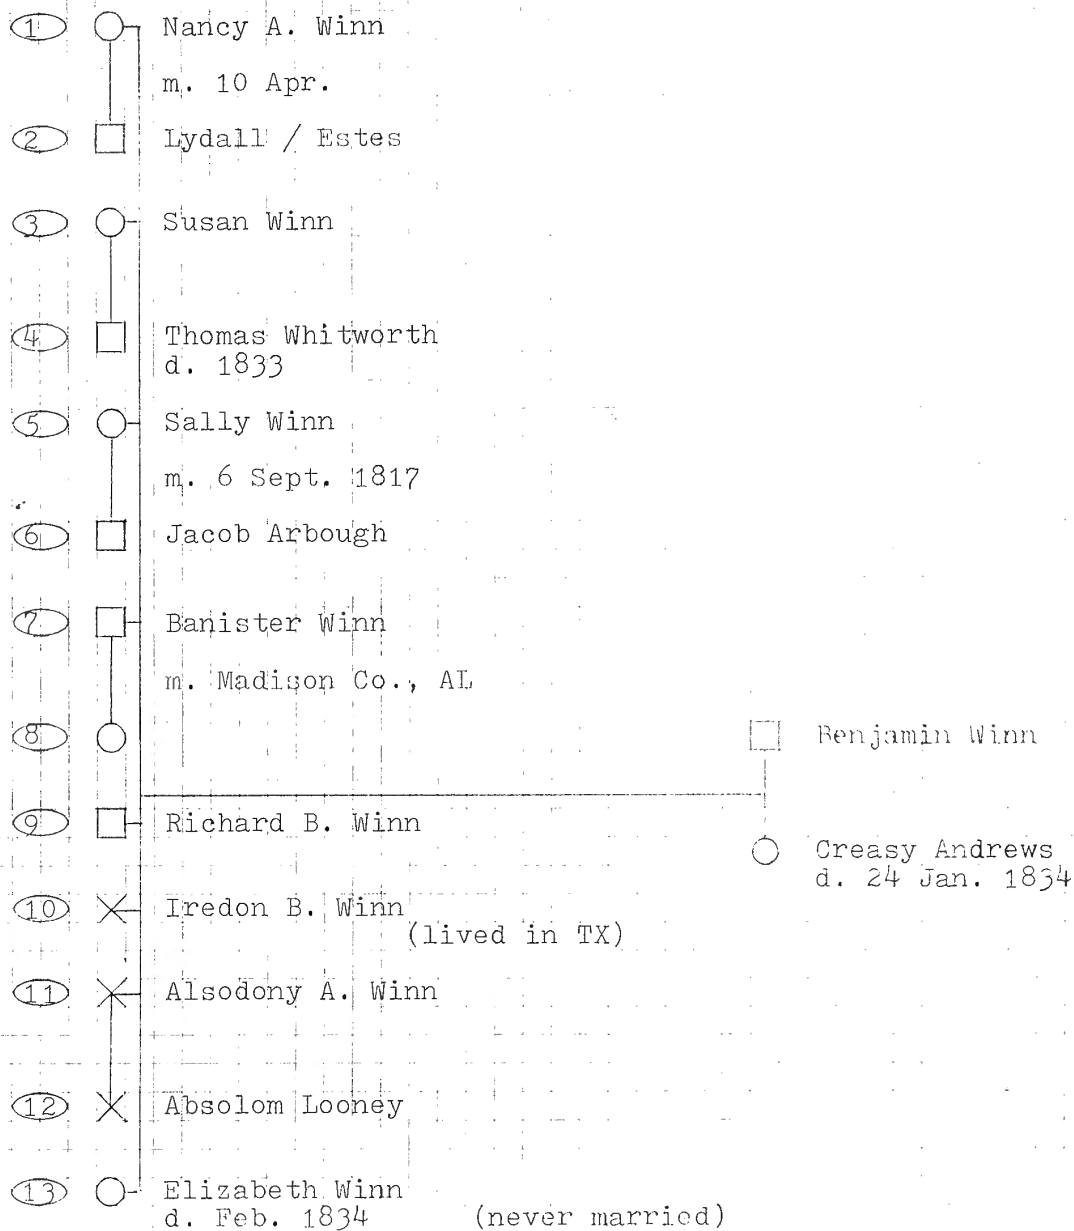 1 Nancy A. Winn
m. 10 Apr.
2 Lydall / Estes
3 Susan Winn
4 Thomas Whitworth
d. 1833
5 Sally Winn
m. 6 Sept. 1817
6 Jacob Arbough
7 Banister Winn
m. Madison Co., AL
8
Benjamin Winn
9 Richard B. Winn
Creasy Andrews
d. 24 Jan. 1834
10 Iredon B. Winn
(lived in TX)
11 Alsodony A. Winn
12 Absolom Looney
13 Elizabeth Winn
d. Feb. 1834 (never married)